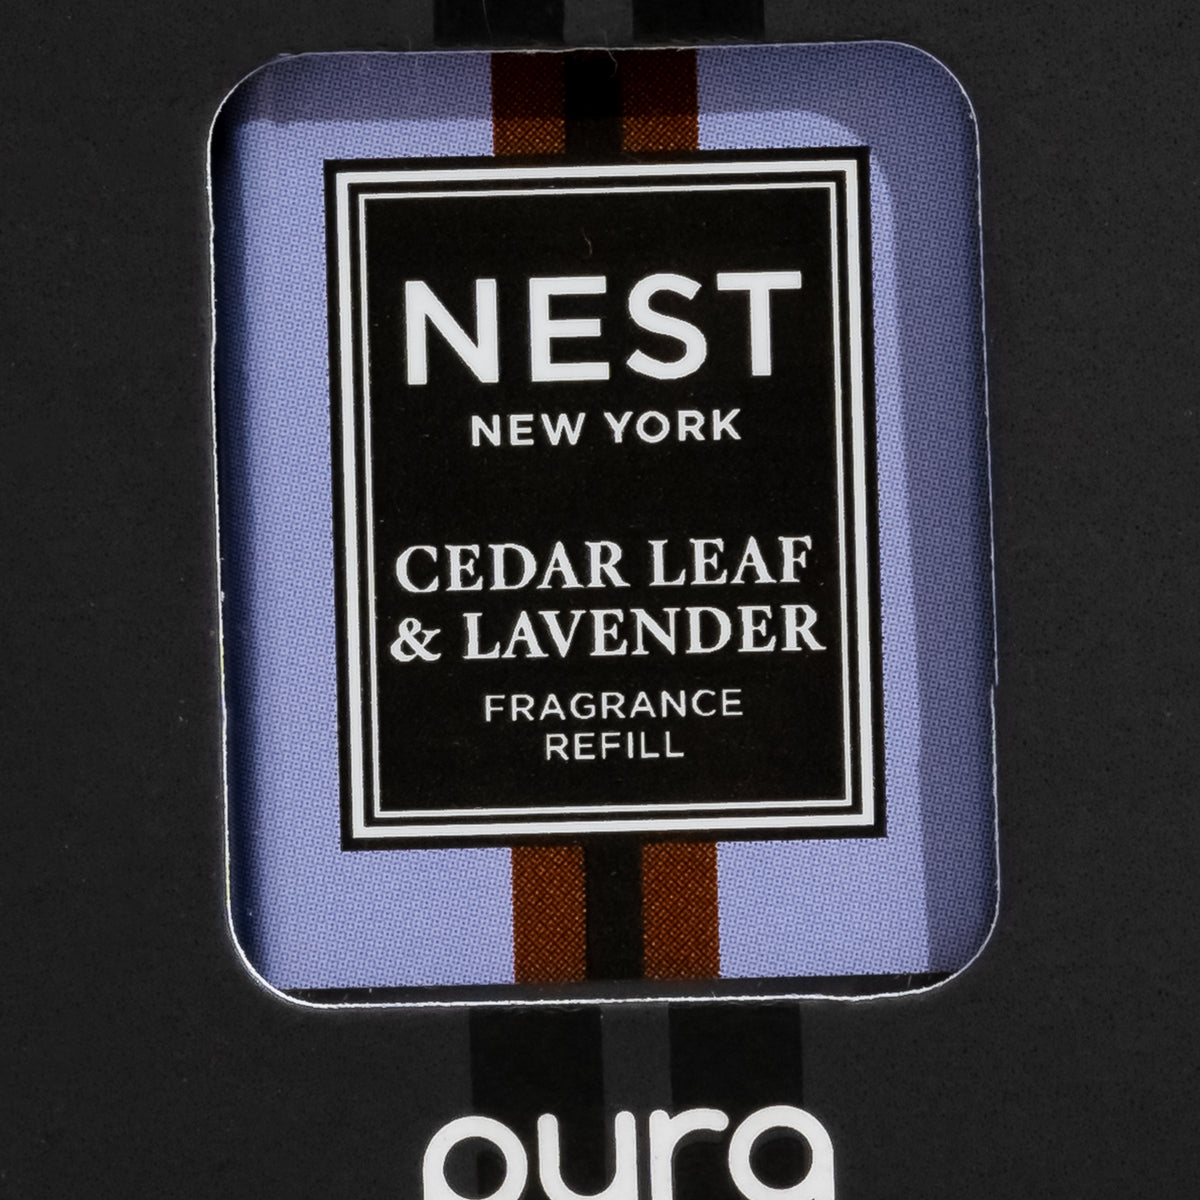 NEST
NEW YORK
CEDAR LEAF
& LAVENDER
FRAGRANCE
REFILL
pura